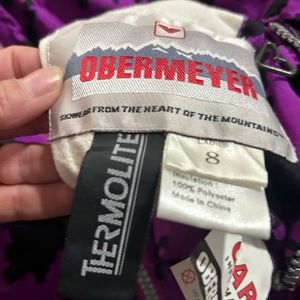 OBERMEYER
SKIWEAR FROM THE HEART OF THE MOUNTAINS
THERMOLITE
LADIES
8
Insulation :
100% Polyester
Made in China